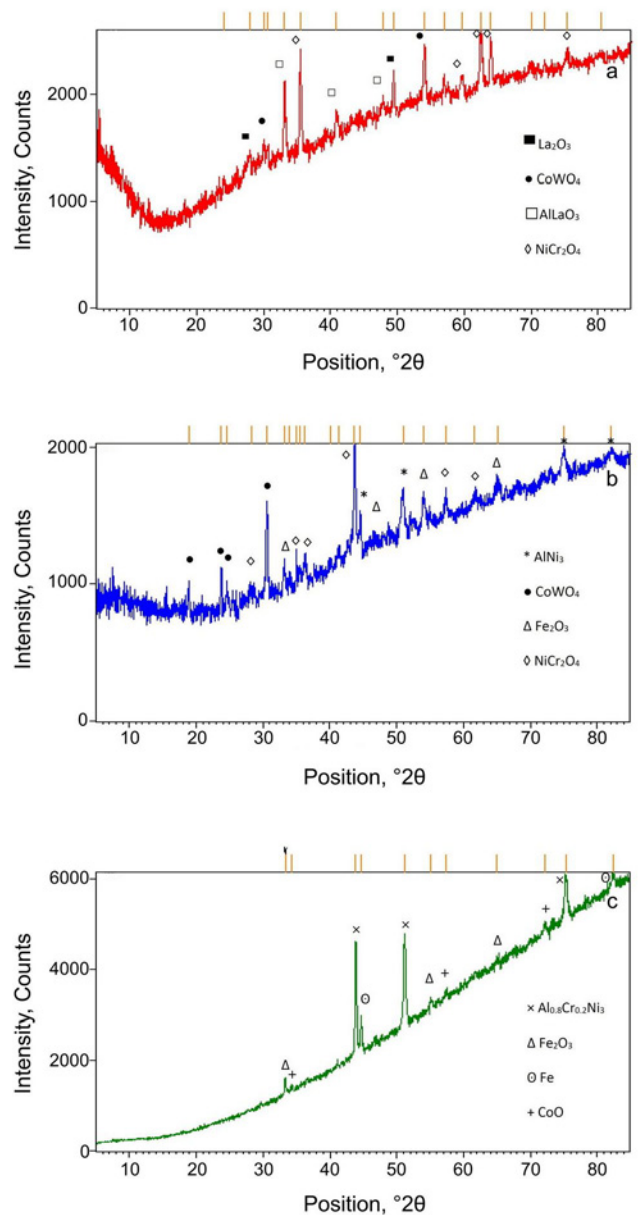 a
2000
1000
0
Intensity, Counts
■ La₂O₃
● CoWO₄
□ AlLaO₃
◇ NiCr₂O₄
10 20 30 40 50 60 70 80
Position, °2θ
b
2000
1000
0
Intensity, Counts
* AlNi₃
● CoWO₄
Δ Fe₂O₃
◇ NiCr₂O₄
10 20 30 40 50 60 70 80
Position, °2θ
c
6000
4000
2000
0
Intensity, Counts
× Al₀.₈Cr₀.₂Ni₃
Δ Fe₂O₃
ʘ Fe
+ CoO
10 20 30 40 50 60 70 80
Position, °2θ